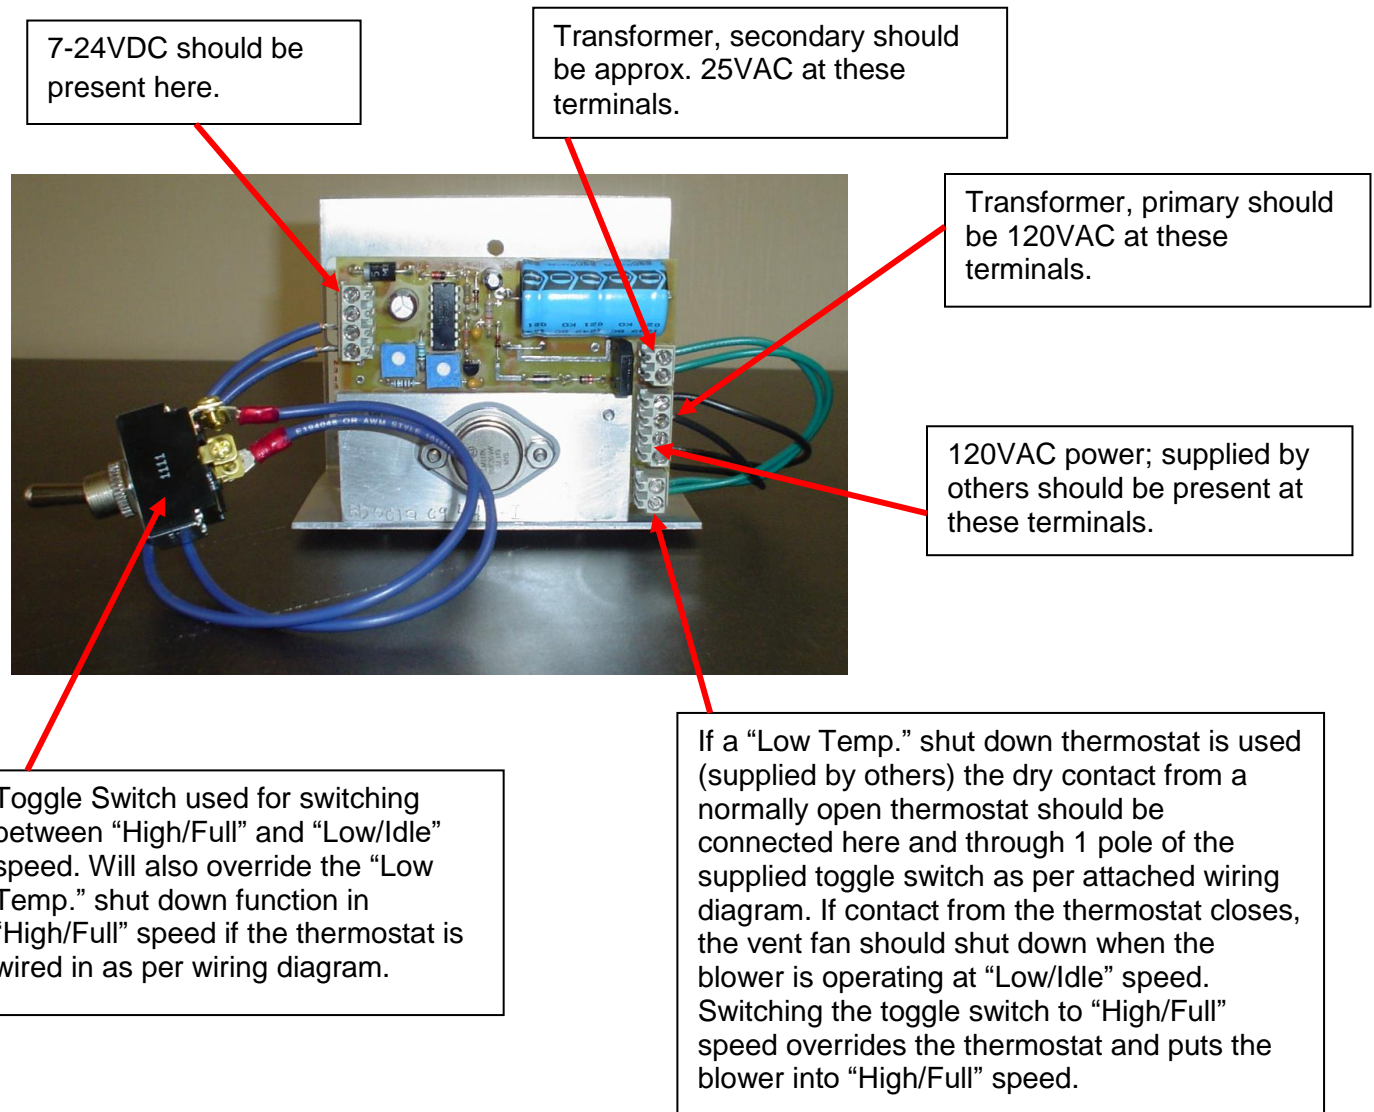 7-24VDC should be
present here.
Transformer, secondary should
be approx. 25VAC at these
terminals.
Transformer, primary should
be 120VAC at these
terminals.
120VAC power; supplied by
others should be present at
these terminals.
E194048 OR AWM STYLE
1111
Toggle Switch used for switching
between “High/Full” and “Low/Idle”
speed. Will also override the “Low
Temp.” shut down function in
“High/Full” speed if the thermostat is
wired in as per wiring diagram.
If a “Low Temp.” shut down thermostat is used
(supplied by others) the dry contact from a
normally open thermostat should be
connected here and through 1 pole of the
supplied toggle switch as per attached wiring
diagram. If contact from the thermostat closes,
the vent fan should shut down when the
blower is operating at “Low/Idle” speed.
Switching the toggle switch to “High/Full”
speed overrides the thermostat and puts the
blower into “High/Full” speed.